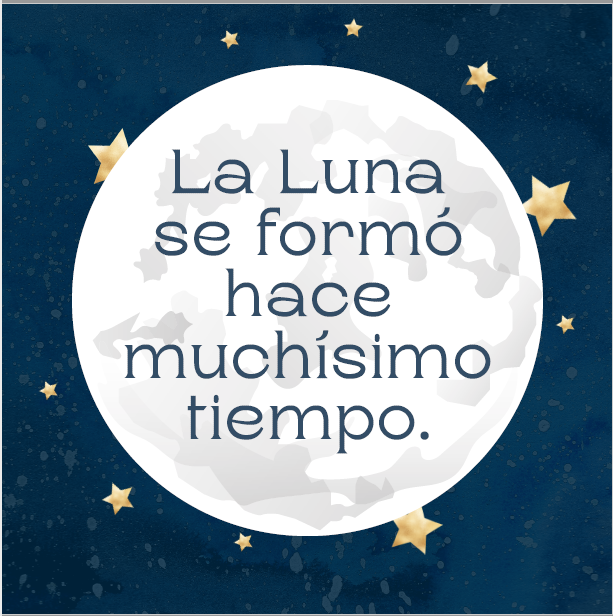 La Luna
se formó
hace
muchísimo
tiempo.